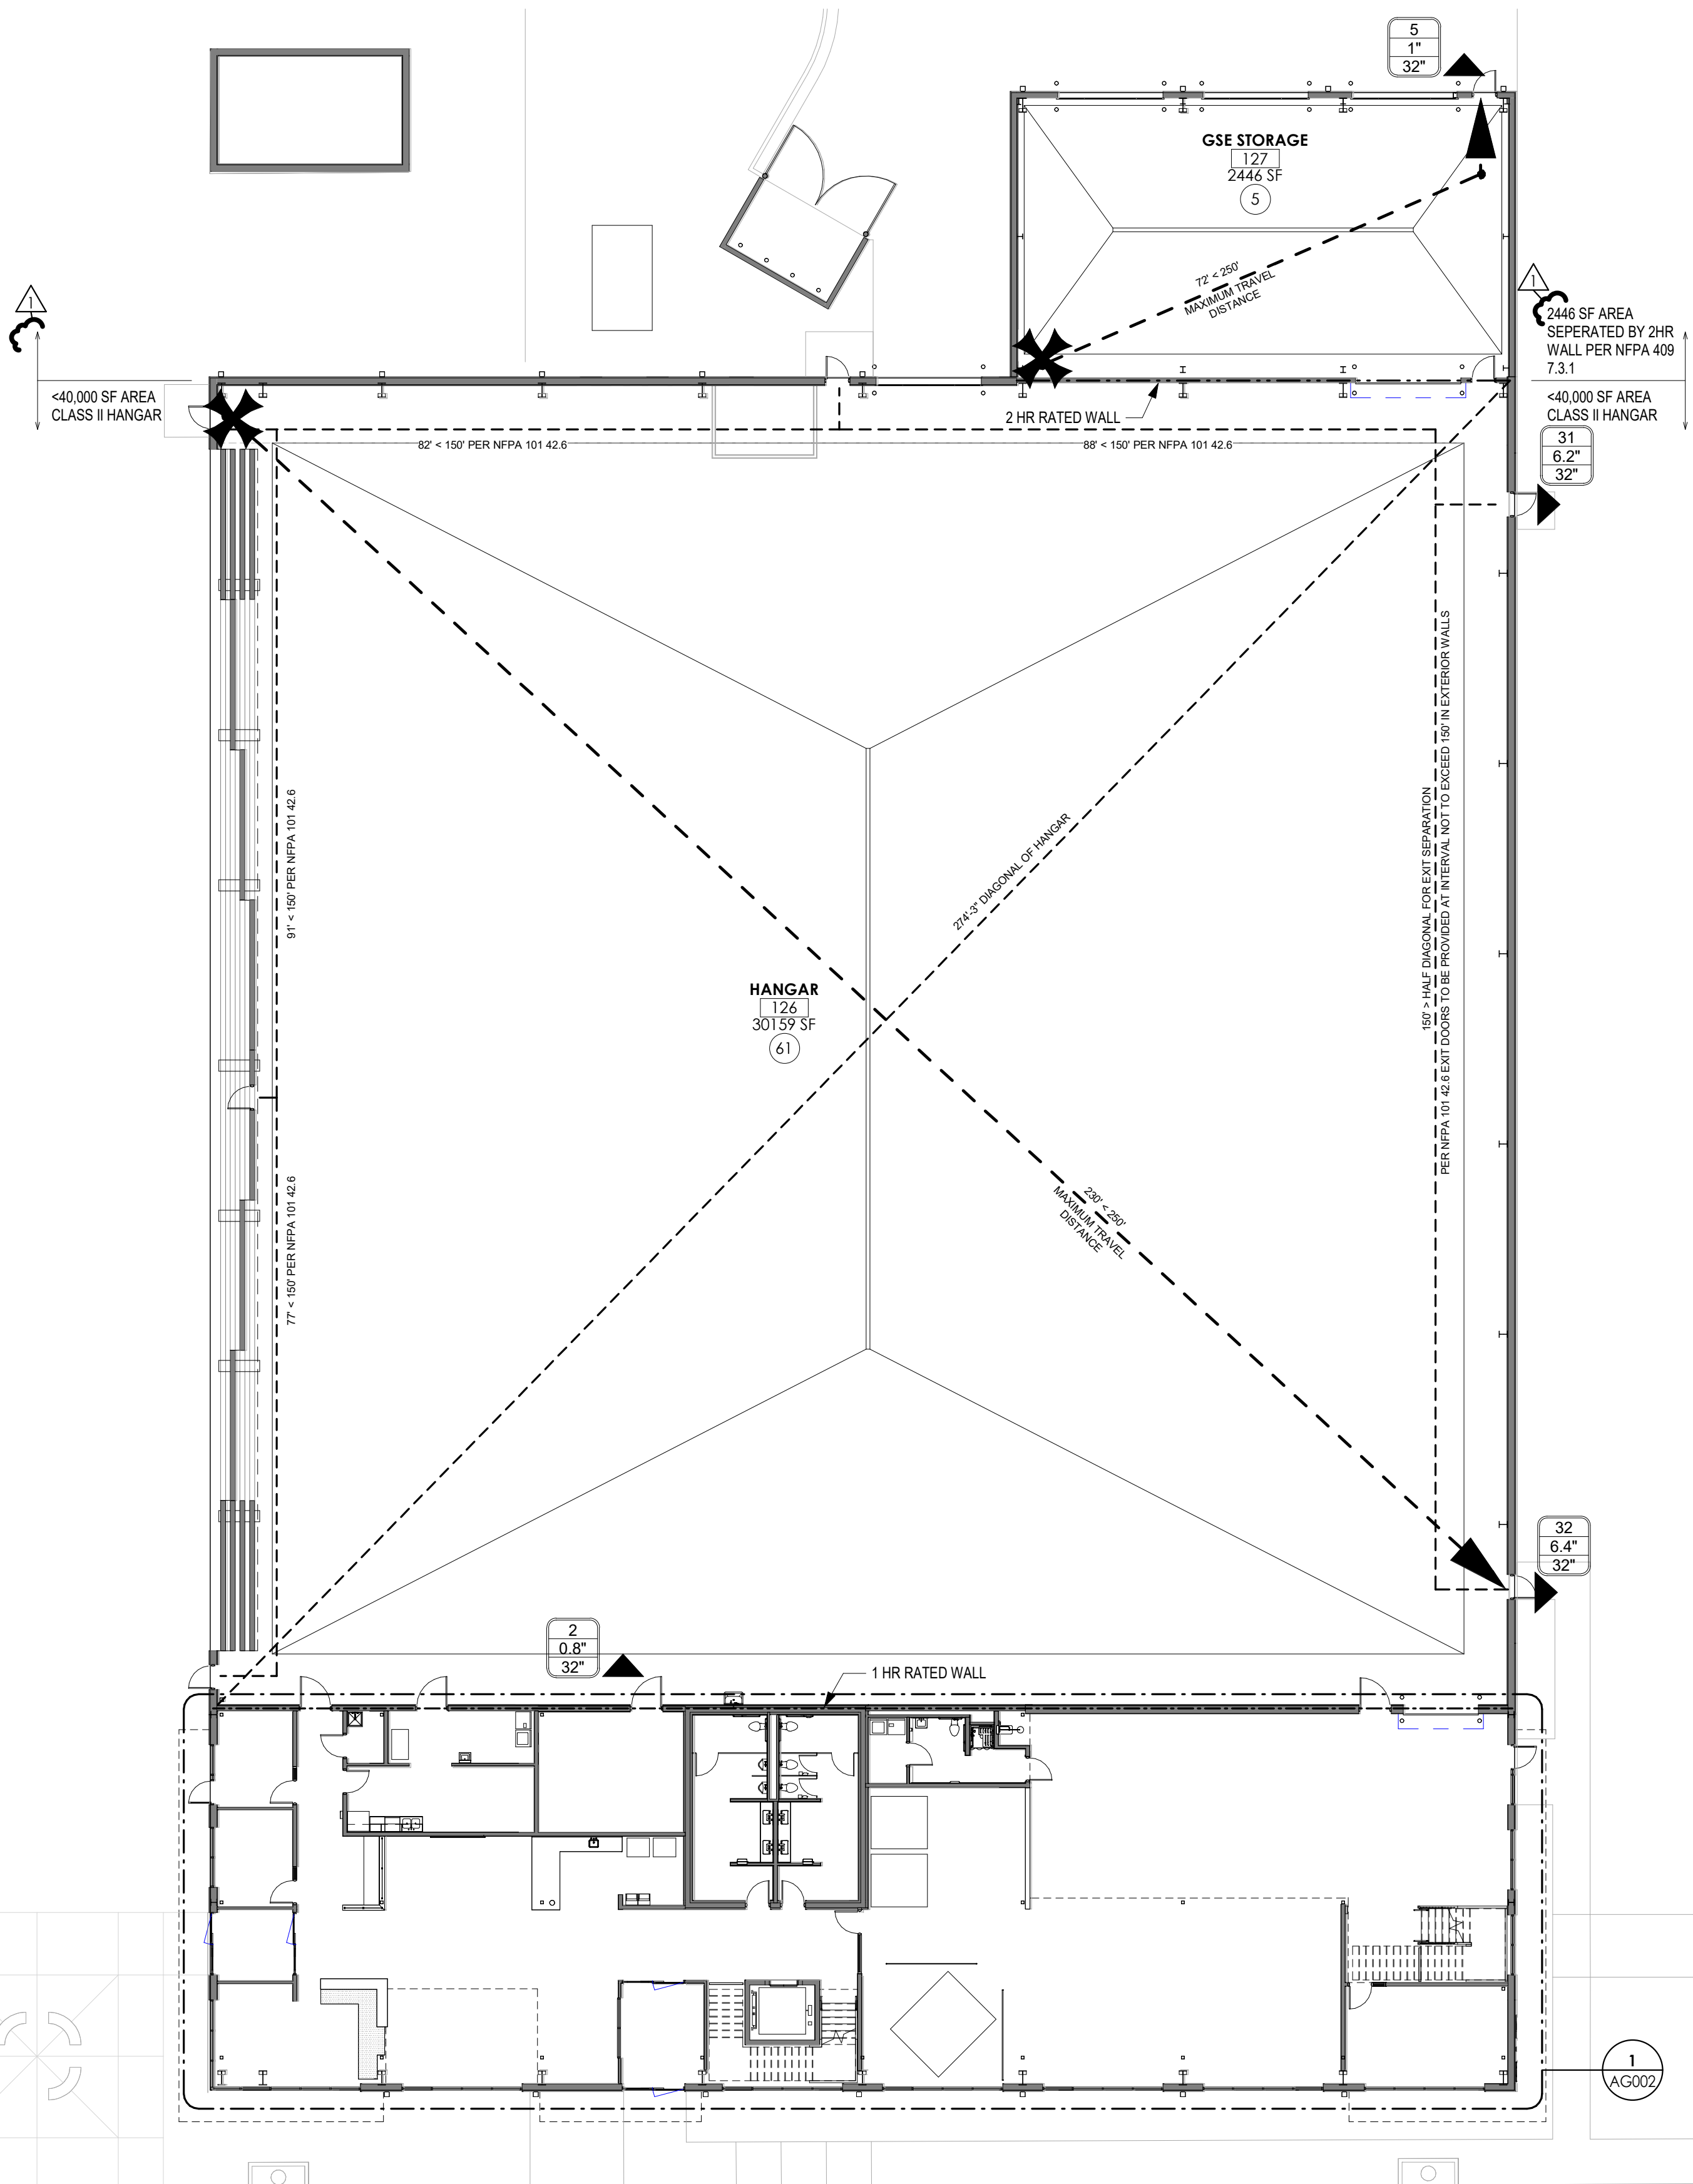 5
1"
32"
GSE STORAGE
127
2446 SF
5
72' < 250'
MAXIMUM TRAVEL
DISTANCE
1
1
2446 SF AREA
SEPERATED BY 2HR
WALL PER NFPA 409
7.3.1
<40,000 SF AREA
CLASS II HANGAR
<40,000 SF AREA
CLASS II HANGAR
2 HR RATED WALL
31
6.2"
32"
82' < 150' PER NFPA 101 42.6
88' < 150' PER NFPA 101 42.6
91' < 150' PER NFPA 101 42.6
274'-3" DIAGONAL OF HANGAR
150' > HALF DIAGONAL FOR EXIT SEPARATION
PER NFPA 101 42.6 EXIT DOORS TO BE PROVIDED AT INTERVAL NOT TO EXCEED 150' IN EXTERIOR WALLS
HANGAR
126
30159 SF
61
77' < 150' PER NFPA 101 42.6
230' < 250'
MAXIMUM TRAVEL
DISTANCE
32
6.4"
32"
2
0.8"
32"
1 HR RATED WALL
1
AG002